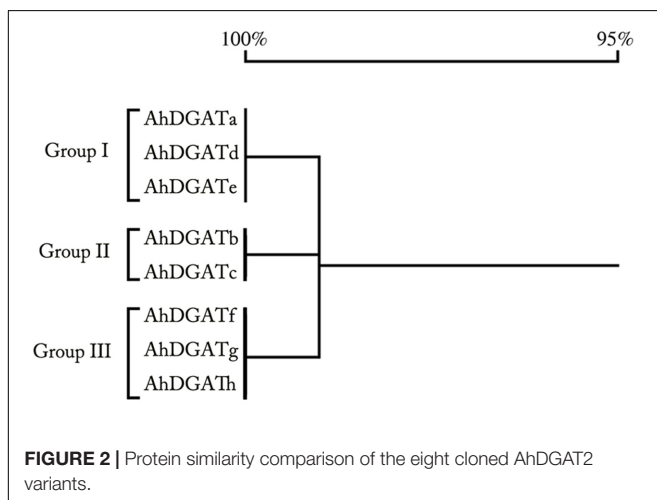 100% 95%
Group I
AhDGATa
AhDGATd
AhDGATe
Group II
AhDGATb
AhDGATc
Group III
AhDGATf
AhDGATg
AhDGATh
FIGURE 2 | Protein similarity comparison of the eight cloned AhDGAT2
variants.